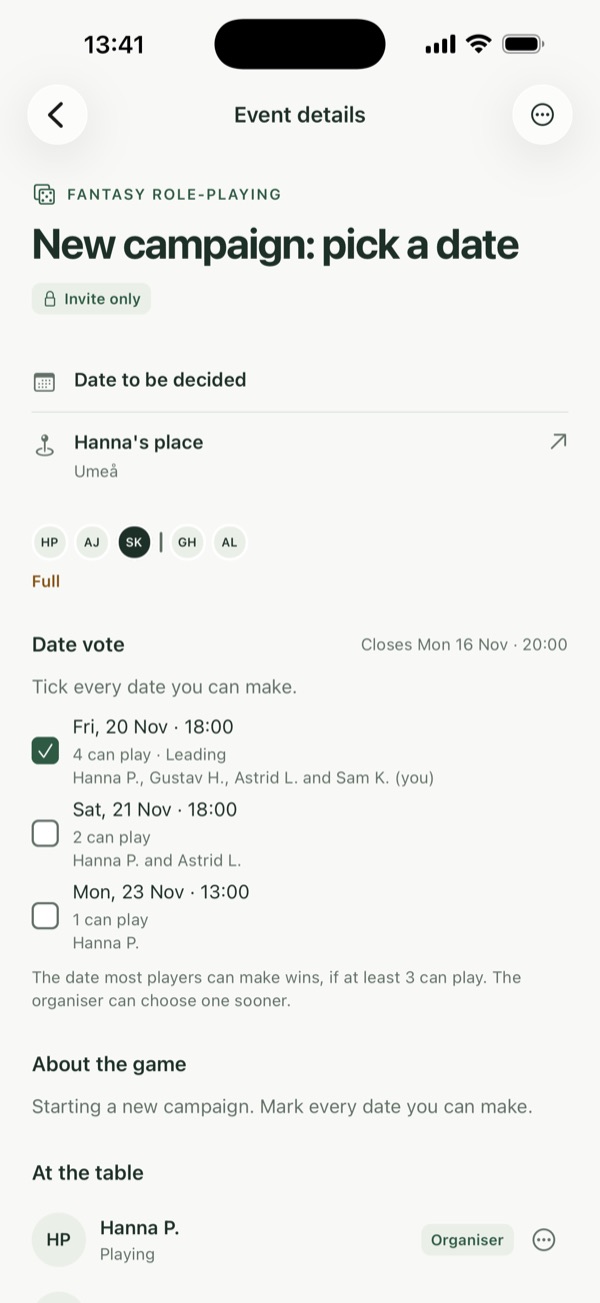 13:41
Event details
FANTASY ROLE-PLAYING
New campaign: pick a date
Invite only
Date to be decided
Hanna's place
Umeå
HP AJ SK | GH AL
Full
Date vote
Closes Mon 16 Nov · 20:00
Tick every date you can make.
Fri, 20 Nov · 18:00
4 can play · Leading
Hanna P., Gustav H., Astrid L. and Sam K. (you)
Sat, 21 Nov · 18:00
2 can play
Hanna P. and Astrid L.
Mon, 23 Nov · 13:00
1 can play
Hanna P.
The date most players can make wins, if at least 3 can play. The
organiser can choose one sooner.
About the game
Starting a new campaign. Mark every date you can make.
At the table
HP
Hanna P.
Playing
Organiser